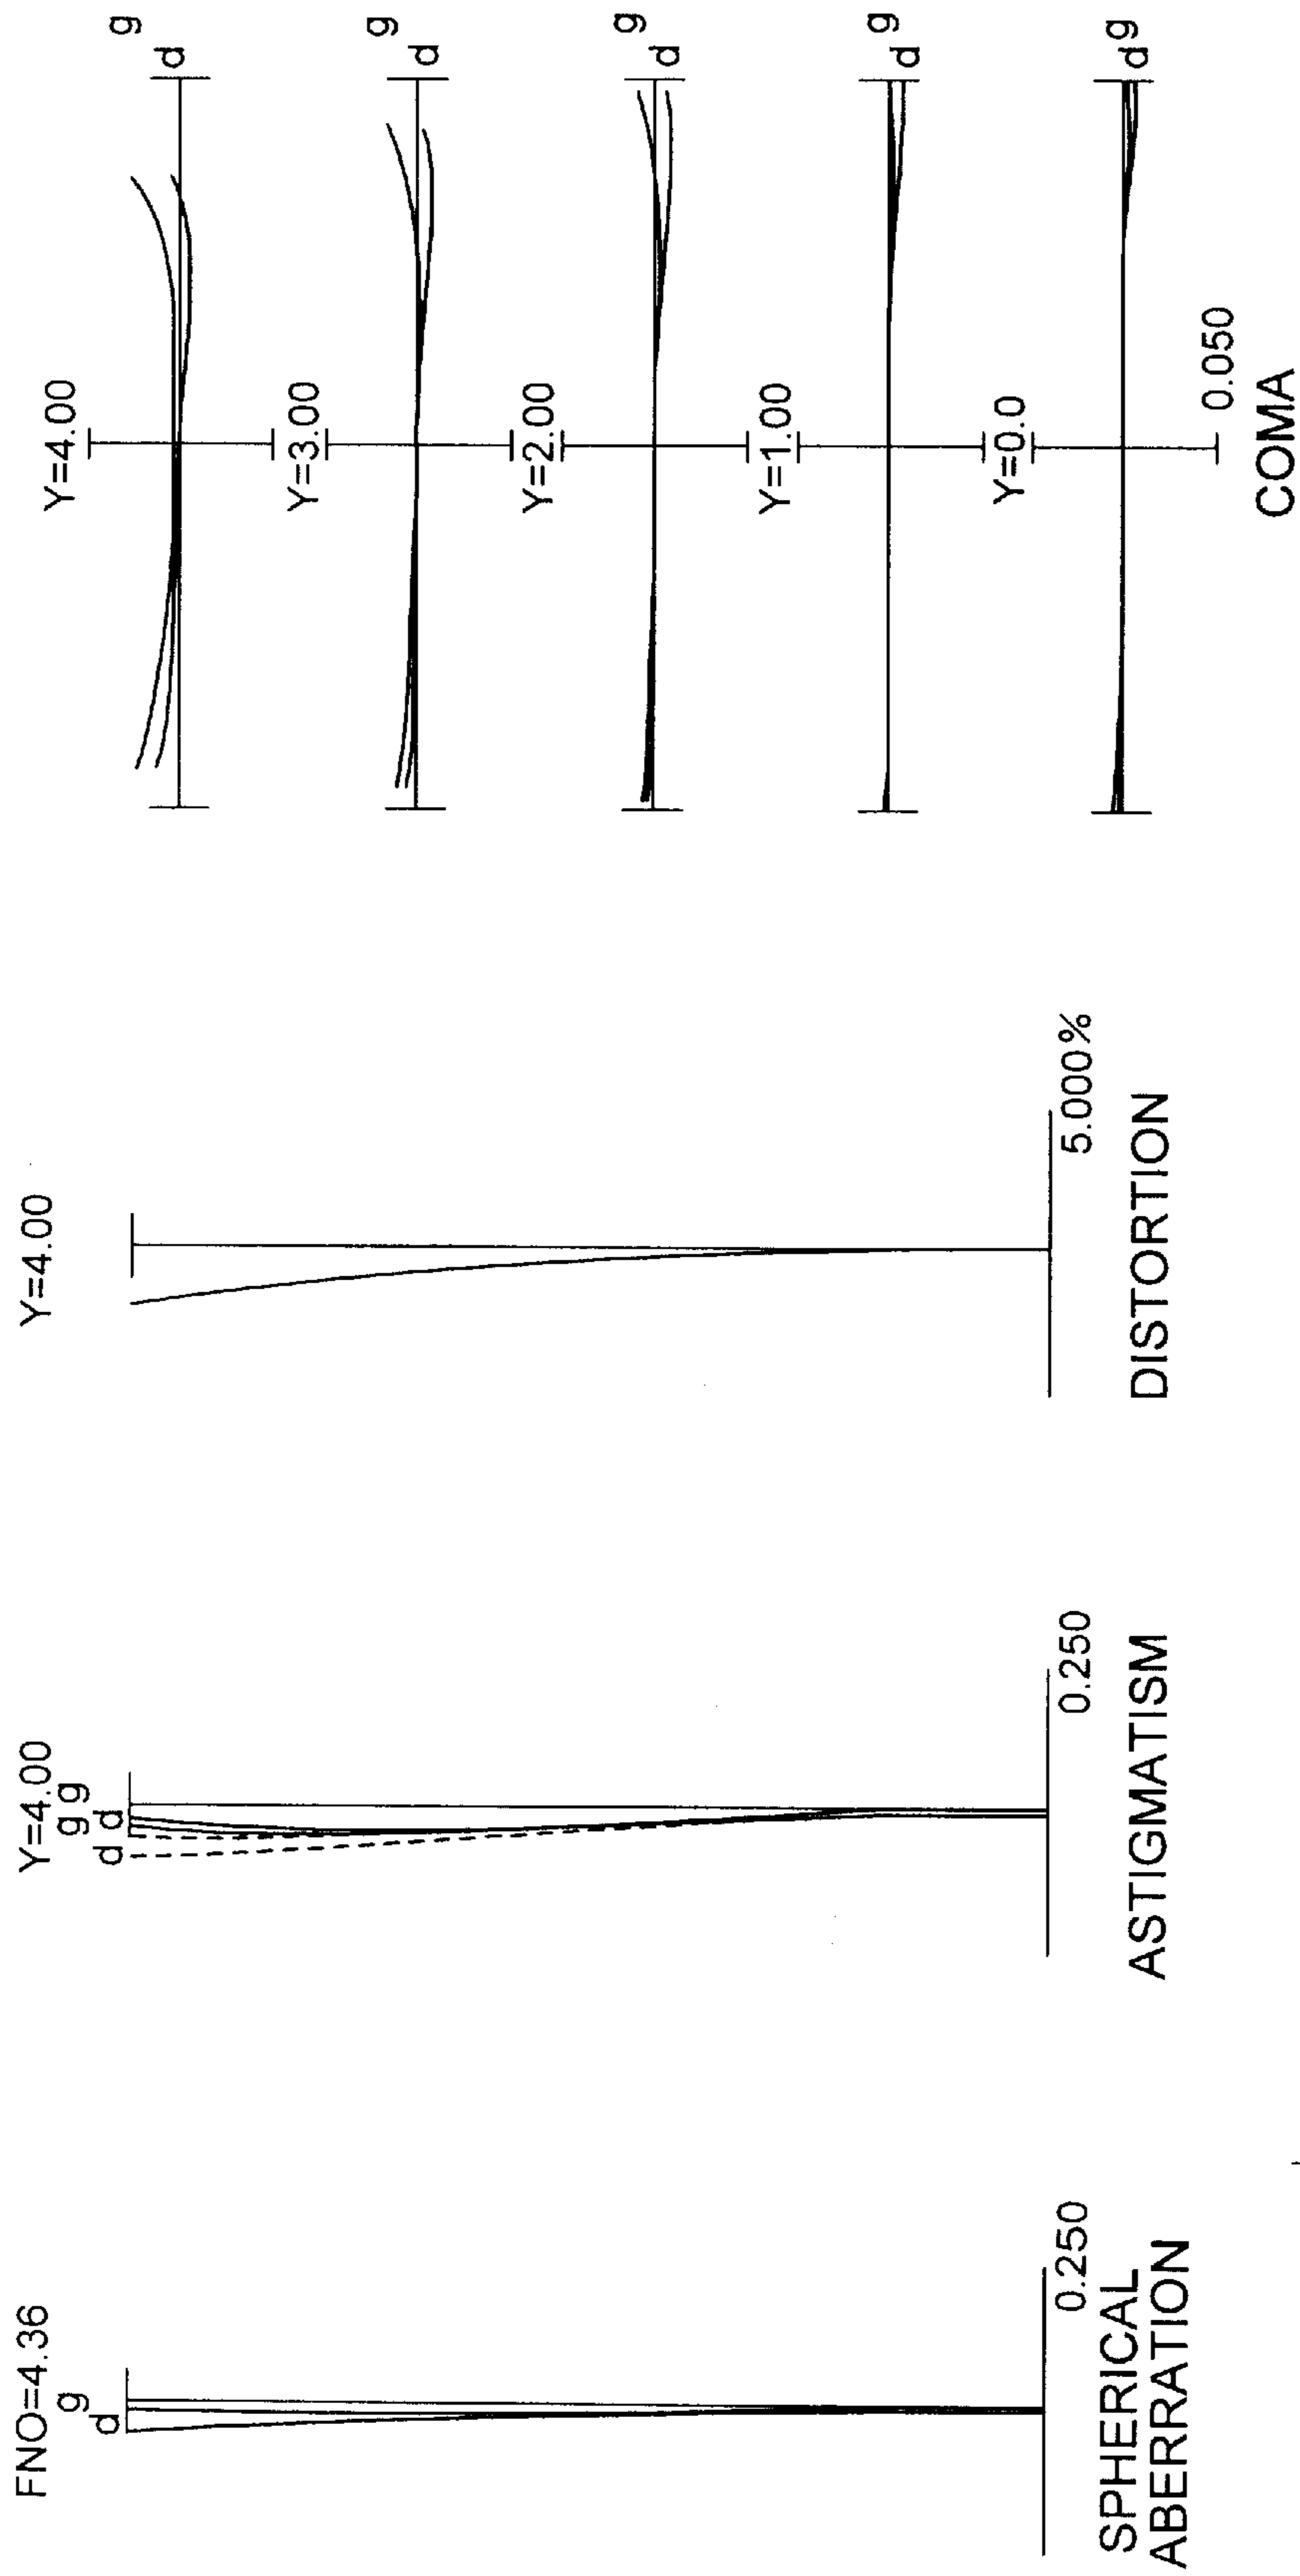 FNO=4.36
g
d
0.250
SPHERICAL
ABERRATION
Y=4.00
g g
d d
0.250
ASTIGMATISM
Y=4.00
5.000%
DISTORTION
Y=4.00
g
d
Y=3.00
g
d
Y=2.00
g
d
Y=1.00
g
d
Y=0.0
g
d
0.050
COMA